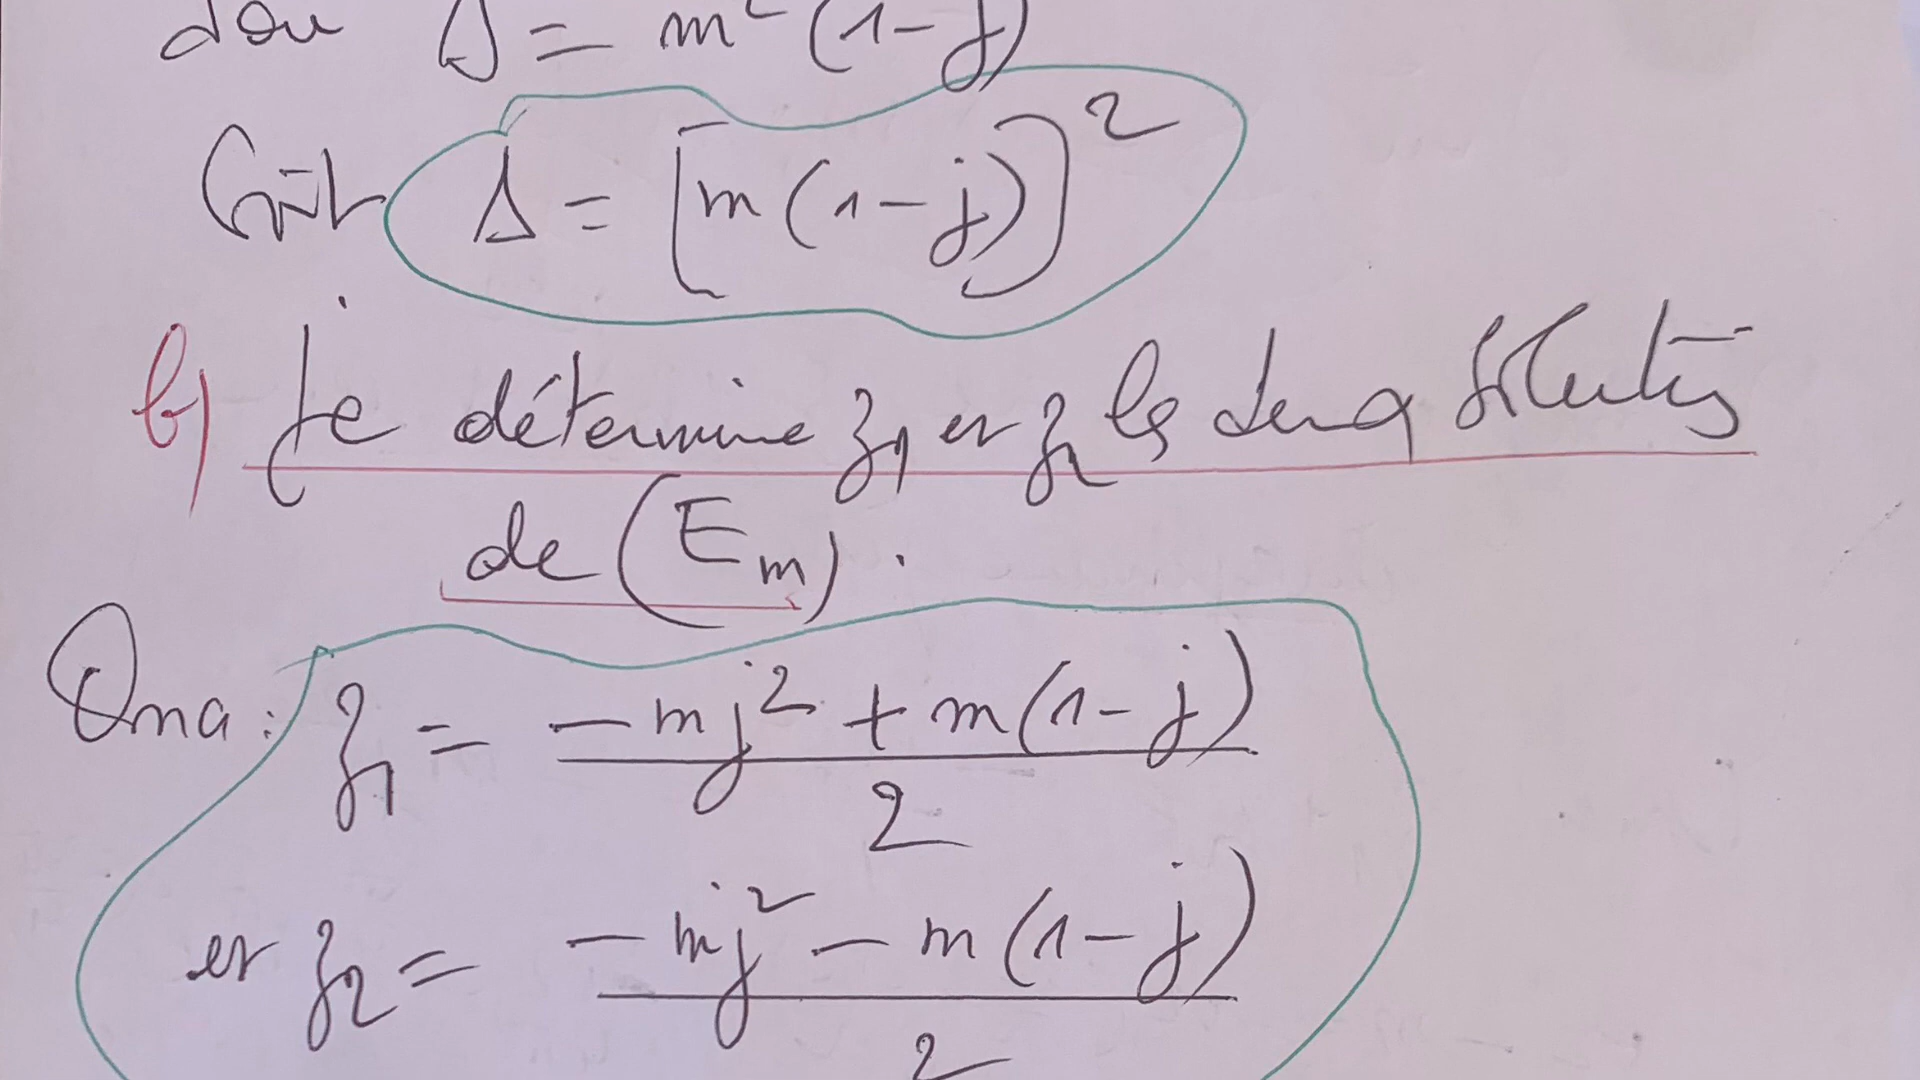 d'où Δ = m² (1-j)
Δ = [m(1-j)]²
b) Je détermine z₁ et z₂ les deux solutions
de (Em).
On a : z₁ = (-mj² + m(1-j)) / 2
et z₂ = (-mj² - m(1-j)) / 2